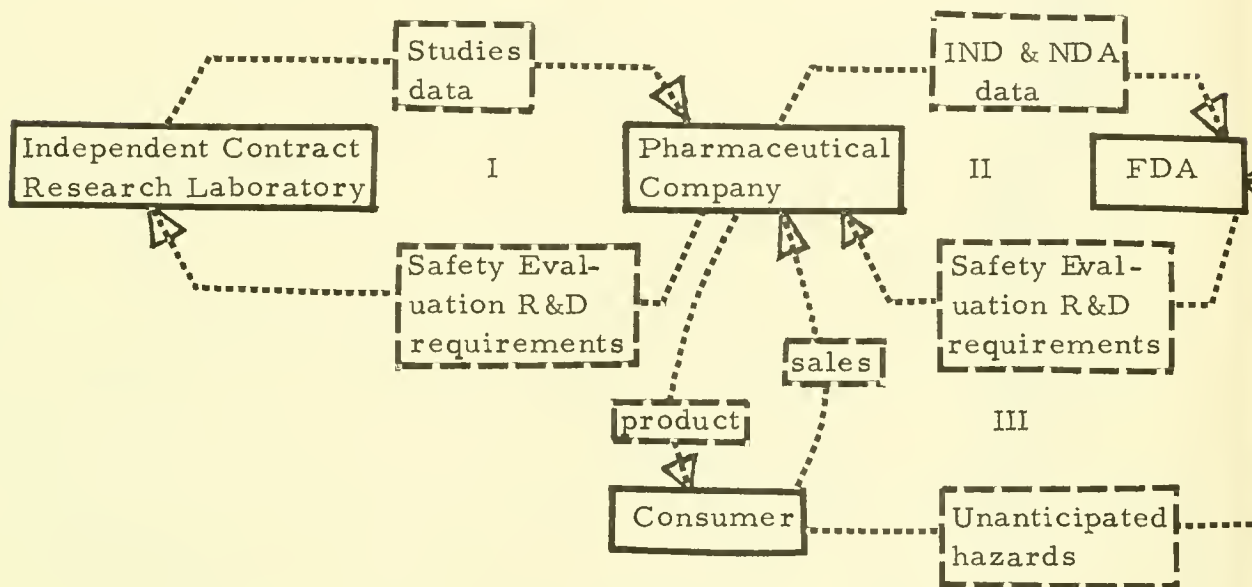 Studies
data
IND & NDA
data
Independent Contract
Research Laboratory
I
Pharmaceutical
Company
II
FDA
Safety Eval-
uation R&D
requirements
Safety Eval-
uation R&D
requirements
sales
product
III
Consumer
Unanticipated
hazards